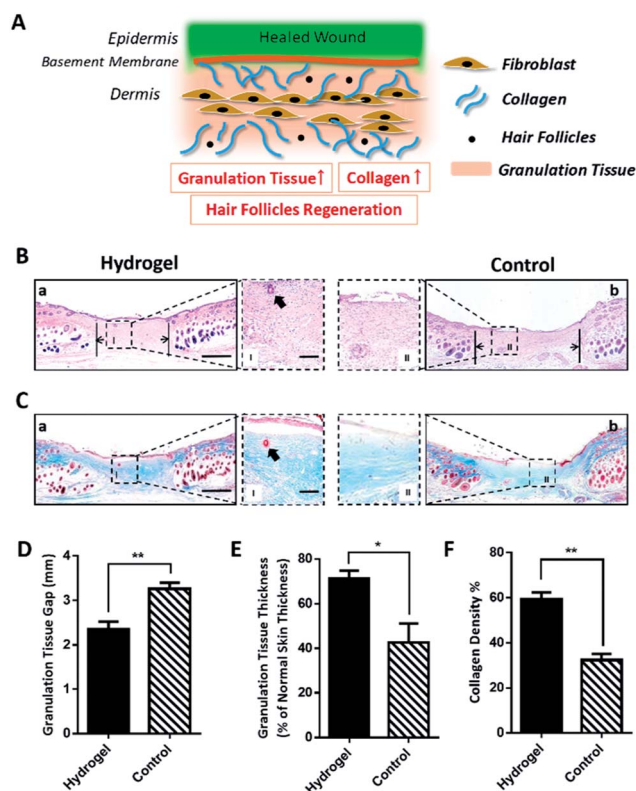 A
Epidermis
Healed Wound
Basement Membrane
Dermis
Fibroblast
Collagen
Hair Follicles
Granulation Tissue
Granulation Tissue↑
Collagen ↑
Hair Follicles Regeneration
B
Hydrogel
Control
a
I
I
II
II
b
C
a
I
I
II
II
b
D
Granulation Tissue Gap (mm)
4
3
2
1
0
**
Hydrogel
Control
E
Granulation Tissue Thickness
(% of Normal Skin Thickness)
80
60
40
20
0
*
Hydrogel
Control
F
Collagen Density %
80
60
40
20
0
**
Hydrogel
Control